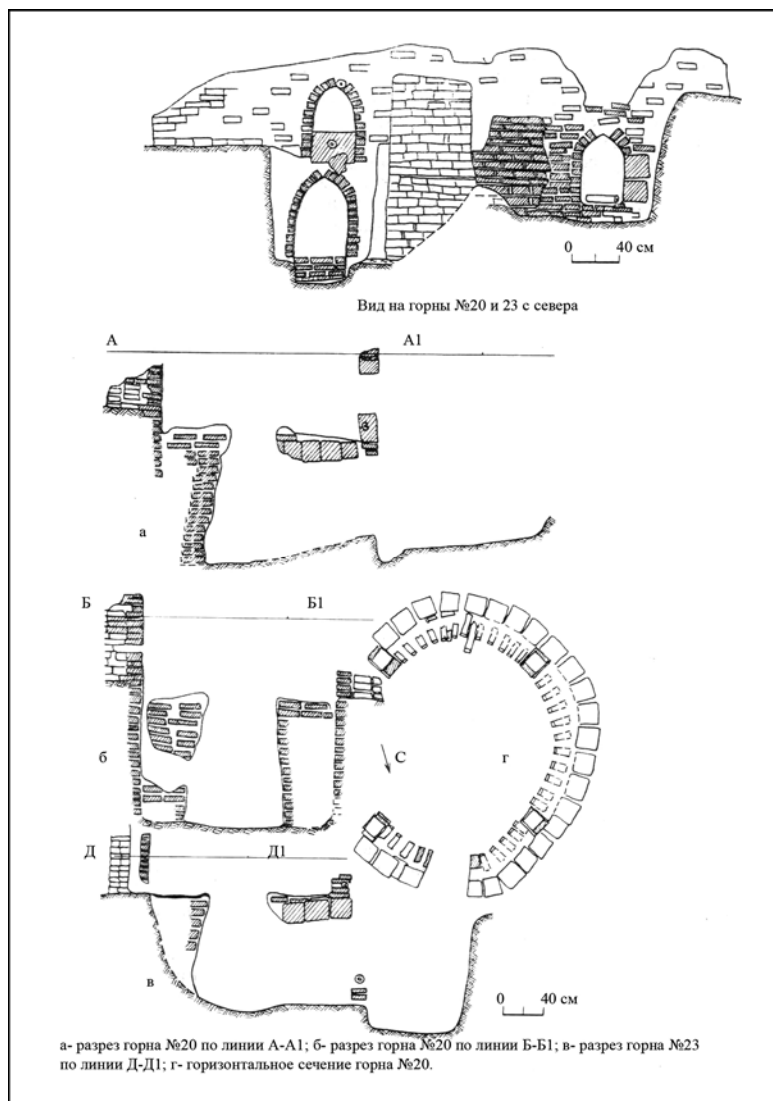 0 40 см
Вид на горны №20 и 23 с севера
А А1
а
Б Б1
б С г
Д Д1
в 0 40 см
а- разрез горна №20 по линии А-А1; б- разрез горна №20 по линии Б-Б1; в- разрез горна №23
по линии Д-Д1; г- горизонтальное сечение горна №20.